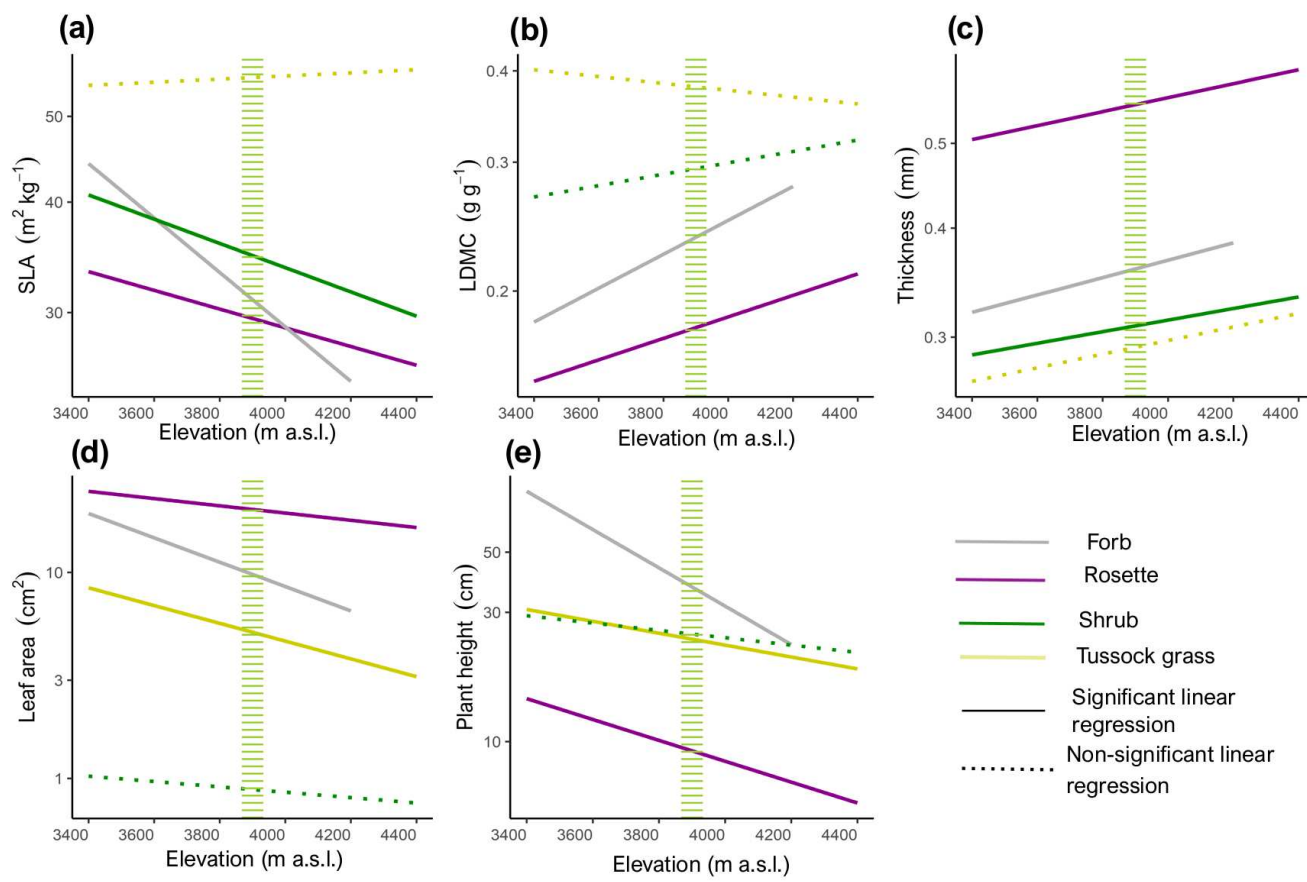 (a)
SLA (m² kg⁻¹)
50
40
30
3400 3600 3800 4000 4200 4400
Elevation (m a.s.l.)
(b)
LDMC (g g⁻¹)
0.4
0.3
0.2
3400 3600 3800 4000 4200 4400
Elevation (m a.s.l.)
(c)
Thickness (mm)
0.5
0.4
0.3
3400 3600 3800 4000 4200 4400
Elevation (m a.s.l.)
(d)
Leaf area (cm²)
10
3
1
3400 3600 3800 4000 4200 4400
Elevation (m a.s.l.)
(e)
Plant height (cm)
50
30
10
3400 3600 3800 4000 4200 4400
Elevation (m a.s.l.)
Forb
Rosette
Shrub
Tussock grass
Significant linear
regression
Non-significant linear
regression